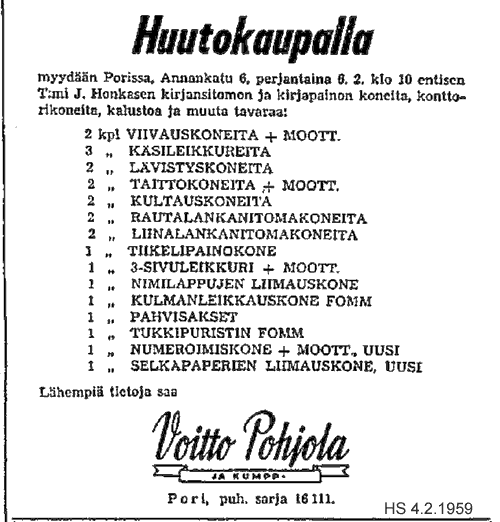 Huutokaupalla
myydään Porissa, Annankatu 6, perjantaina 6. 2. klo 10 entisen
T:mi J. Honkasen kirjansitomon ja kirjapainon koneita, kontto-
rikoneita, kalustoa ja muuta tavaraa:
2 kpl VIIVAUSKONEITA + MOOTT.
3 „ KÄSILEIKKUREITA
2 „ LÄVISTYSKONEITA
2 „ TAITTOKONEITA + MOOTT.
2 „ KULTAUSKONEITA
2 „ RAUTALANKANITOMAKONEITA
2 „ LIINALANKANITOMAKONEITA
1 „ TIIKELIPAINOKONE
1 „ 3-SIVULEIKKURI + MOOTT.
1 „ NIMILAPPUJEN LIIMAUSKONE
1 „ KULMANLEIKKAUSKONE FOMM
1 „ PAHVISAKSET
1 „ TUKKIPURISTIN FOMM
1 „ NUMEROIMISKONE + MOOTT., UUSI
1 „ SELKAPAPERIEN LIIMAUSKONE, UUSI
Lähempiä tietoja saa
Voitto Pohjola
JA KUMPP.
Pori, puh. sarja 16111.
HS 4.2.1959